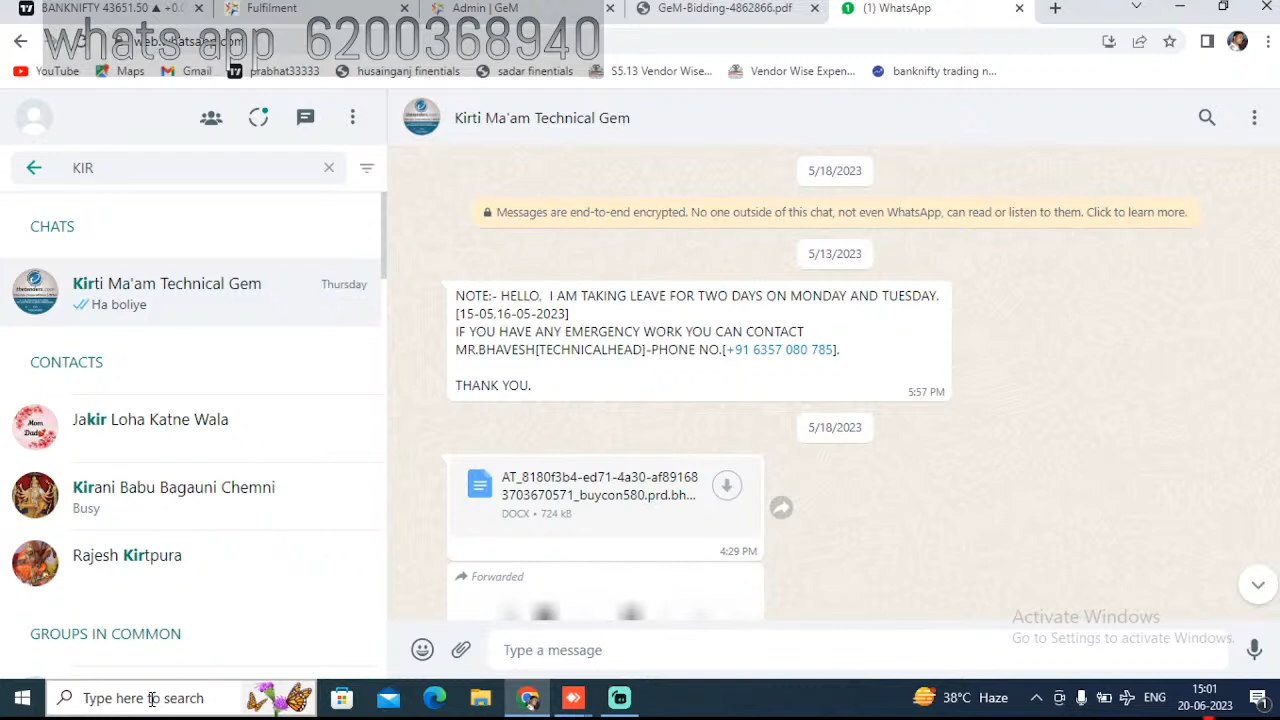 BANKNIFTY 43651.50 ▲ +0.
Fulfilment
Admin | GeM
GeM-Bidding-4862866.pdf
(1) WhatsApp
whats app 6200368940
YouTube
Maps
Gmail
prabhat33333
husainganj finentials
sadar finentials
S5.13 Vendor Wise...
Vendor Wise Expen...
banknifty trading n...
KIR
CHATS
Kirti Ma'am Technical Gem
Thursday
Ha boliye
CONTACTS
Jakir Loha Katne Wala
Kirani Babu Bagauni Chemni
Busy
Rajesh Kirtpura
GROUPS IN COMMON
Kirti Ma'am Technical Gem
5/18/2023
Messages are end-to-end encrypted. No one outside of this chat, not even WhatsApp, can read or listen to them. Click to learn more.
5/13/2023
NOTE:- HELLO, I AM TAKING LEAVE FOR TWO DAYS ON MONDAY AND TUESDAY.
[15-05,16-05-2023]
IF YOU HAVE ANY EMERGENCY WORK YOU CAN CONTACT
MR.BHAVESH[TECHNICALHEAD]-PHONE NO.[+91 6357 080 785].
THANK YOU.
5:57 PM
5/18/2023
AT_8180f3b4-ed71-4a30-af89168
3703670571_buycon580.prd.bh...
DOCX • 724 kB
4:29 PM
Forwarded
Type a message
Activate Windows
Go to Settings to activate Windows.
Type here to search
38°C Haze
ENG
15:01
20-06-2023